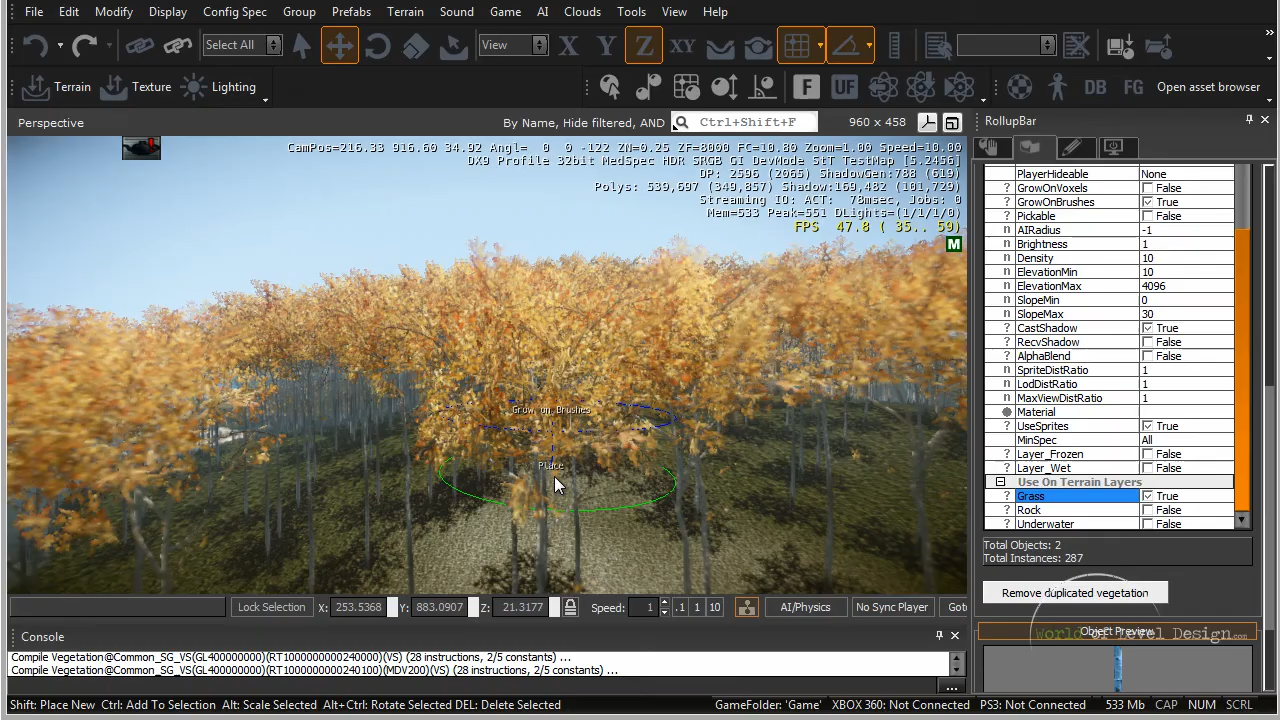 File Edit Modify Display Config Spec Group Prefabs Terrain Sound Game AI Clouds Tools View Help
Select All View X Y Z XY
Terrain Texture Lighting F UF DB FG Open asset browser
Perspective By Name, Hide filtered, AND Ctrl+Shift+F 960 x 458 RollupBar
CamPos=216.33 916.60 34.92 Angl= 0 0 -122 ZN=0.25 ZF=8000 FC=10.80 Zoom=1.00 Speed=10.00
DX9 Profile 32bit MedSpec HDR SRGB GI DevMode StT TestMap [5.2456]
DP: 2596 (2065) ShadowGen:788 (619)
Polys: 539,697 (349,857) Shadow:169,482 (101,729)
Streaming IO: ACT: 78msec, Jobs: 0
Mem=533 Peak=551 DLights=(1/1/1/0)
FPS 47.8 ( 35.. 59)
M
Grow on Brushes
Place
PlayerHideable None
? GrowOnVoxels False
? GrowOnBrushes True
? Pickable False
n AIRadius -1
n Brightness 1
n Density 10
n ElevationMin 10
n ElevationMax 4096
n SlopeMin 0
n SlopeMax 30
? CastShadow True
? RecvShadow False
? AlphaBlend False
n SpriteDistRatio 1
n LodDistRatio 1
n MaxViewDistRatio 1
Material
? UseSprites True
MinSpec All
? Layer_Frozen False
? Layer_Wet False
Use On Terrain Layers
? Grass True
? Rock False
? Underwater False
Total Objects: 2
Total Instances: 287
Remove duplicated vegetation
Object Preview
World of Level Design.com
Lock Selection X: 253.5368 Y: 883.0907 Z: 21.3177 Speed: 1 .1 1 10 AI/Physics No Sync Player Got
Console
Compile Vegetation@Common_SG_VS(GL40000000)(RT1000000000240100)(MDV200)(VS) (28 instructions, 2/5 constants) ...
...
Shift: Place New Ctrl: Add To Selection Alt: Scale Selected Alt+Ctrl: Rotate Selected DEL: Delete Selected GameFolder: 'Game' XBOX 360: Not Connected PS3: Not Connected 533 Mb CAP NUM SCRL